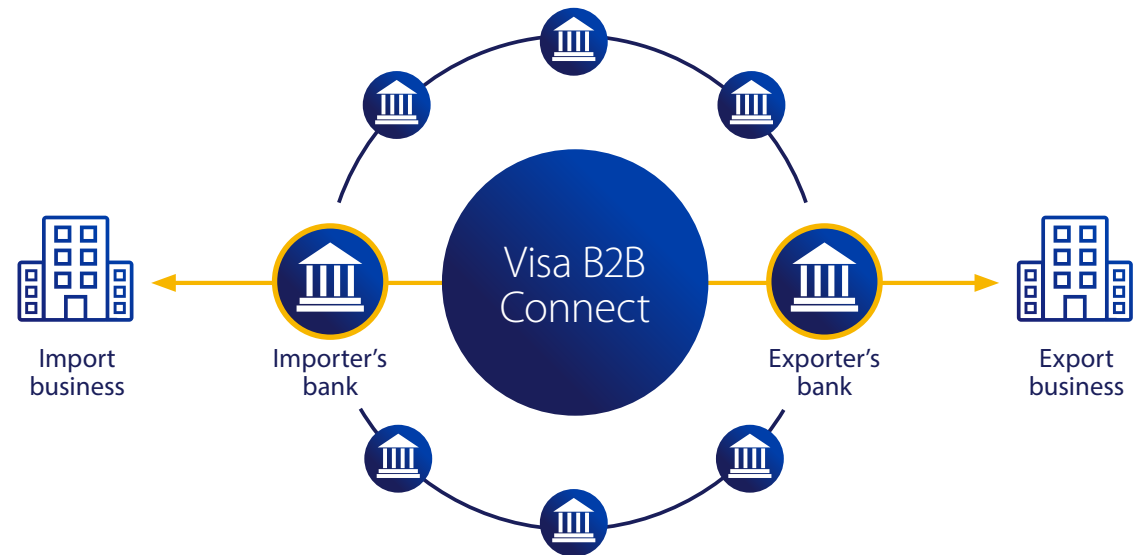 Visa B2B
Connect
Import
business
Importer’s
bank
Exporter’s
bank
Export
business